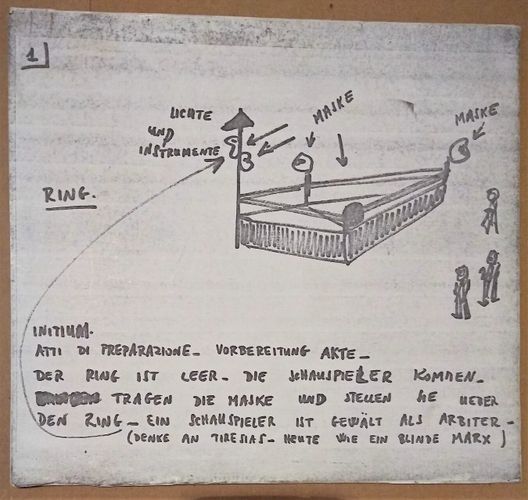 1
LICHTE
UND
INSTRUMENTE
MASKE
MASKE
RING.
INITIUM.
ATTI DI PREPARAZIONE - VORBEREITUNG AKTE -
DER RING IST LEER - DIE SCHAUSPIELER KOMMEN -
TRAGEN DIE MASKE UND STELLEN SIE UEBER
DEN RING - EIN SCHAUSPIELER IST GEWÄLT ALS ARBITER -
(DENKE AN TIRESIAS - HEUTE WIE EIN BLINDE MARX)